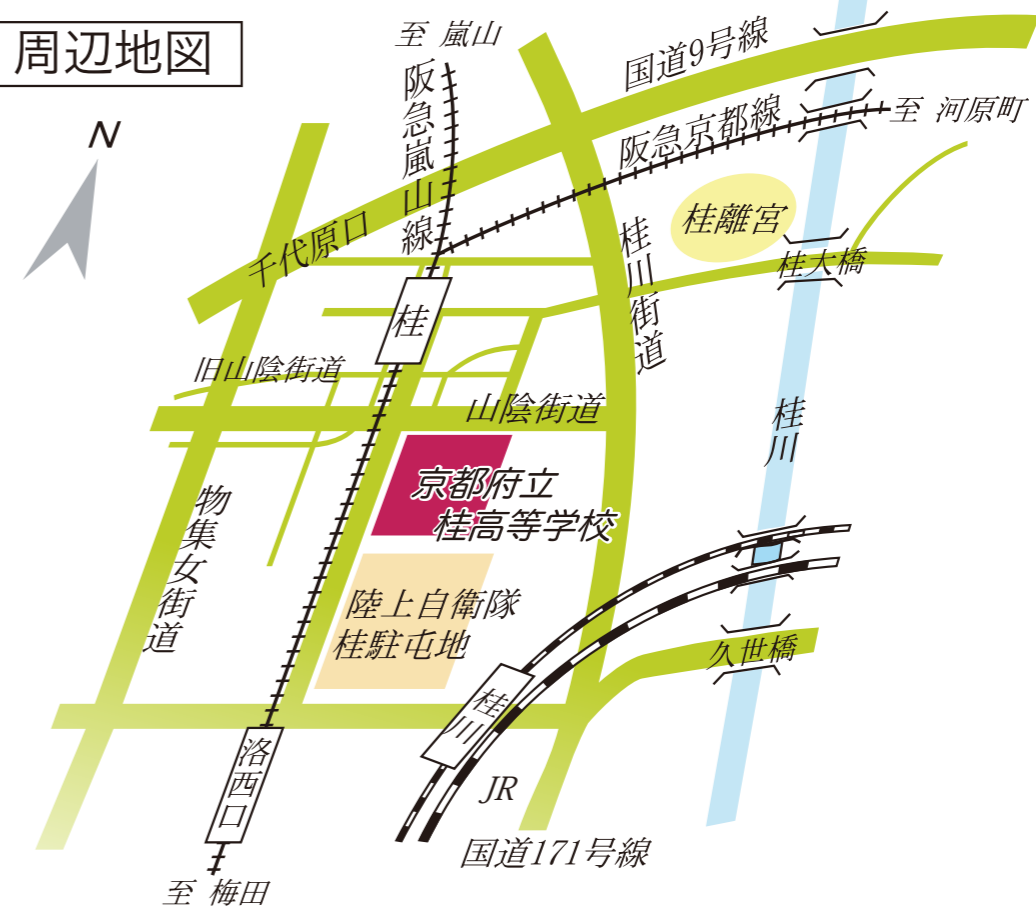 周辺地図
至 嵐山
N
阪急嵐山線
国道9号線
阪急京都線
至 河原町
千代原口
桂離宮
桂川街道
桂大橋
桂
旧山陰街道
山陰街道
桂川
京都府立
桂高等学校
物集女街道
陸上自衛隊
桂駐屯地
久世橋
桂川
洛西口
JR
国道171号線
至 梅田